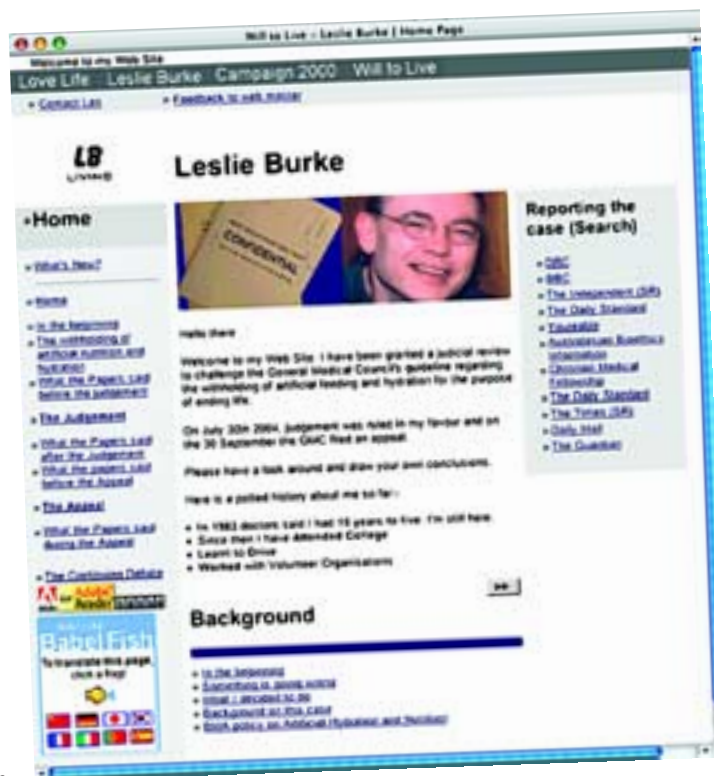 Will to Live - Leslie Burke | Home Page
Welcome to my Web Site
Love Life Leslie Burke Campaign 2000 Will to Live
Contact Les
Feedback to web master
LB
LIVING
Leslie Burke
Home
What's New?
Home
In the beginning
The withholding of
artificial nutrition and
hydration
What the Papers said
before the judgement
The Judgement
What the Papers said
after the Judgement
What the papers said
before the Appeal
The Appeal
What the Papers said
during the Appeal
The Continuing Debate
Adobe
Reader
Babel Fish
To translate this page,
click a flag!
CONFIDENTIAL
Hello there
Welcome to my Web Site. I have been granted a judicial review
to challenge the General Medical Council's guideline regarding
the withholding of artificial feeding and hydration for the purpose
of ending life.
On July 30th 2004, judgement was ruled in my favour and on
the 30 September the GMC filed an appeal.
Please have a look around and draw your own conclusions.
Here is a potted history about me so far:-
In 1983 doctors said I had 15 years to live. I'm still here.
Since then I have Attended College
Learnt to Drive
Worked with Volunteer Organisations
Background
In the beginning
Something is going wrong
What I decided to do
Background on this case
policy on Artificial Hydration and Nutrition
Reporting the
case (Search)
BBC
The Independent (SR)
The Daily Standard
Australasian Bioethics
Information
Christian Medical
Fellowship
The Daily Standard
The Times (SR)
Daily Mail
The Guardian